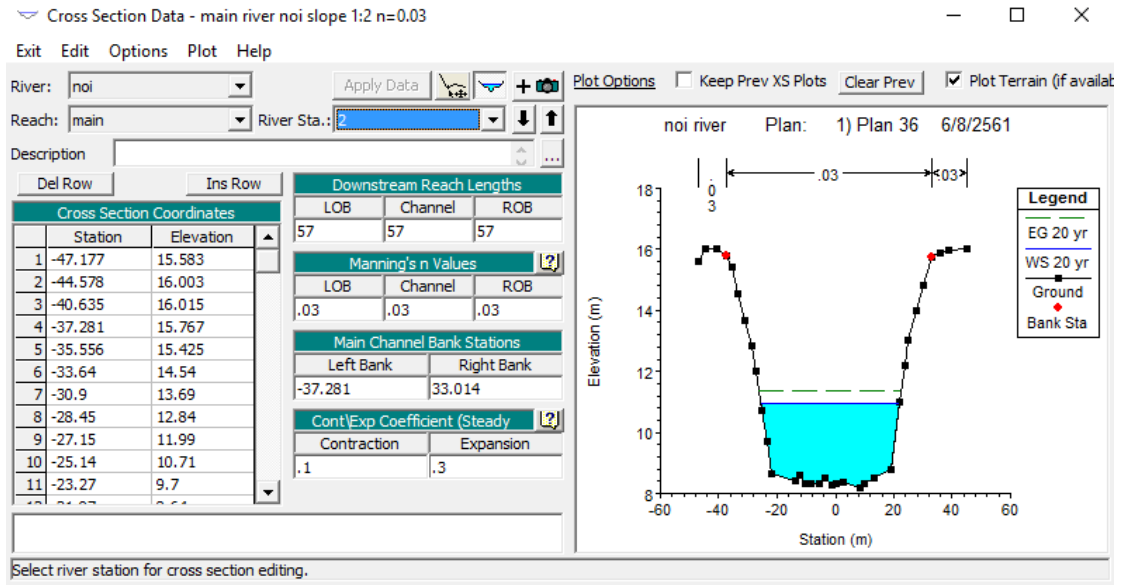 Cross Section Data - main river noi slope 1:2 n=0.03
Exit Edit Options Plot Help
River: noi Apply Data
Reach: main River Sta.: 2
Description ...
Del Row Ins Row
Cross Section Coordinates
Station Elevation
1 -47.177 15.583
2 -44.578 16.003
3 -40.635 16.015
4 -37.281 15.767
5 -35.556 15.425
6 -33.64 14.54
7 -30.9 13.69
8 -28.45 12.84
9 -27.15 11.99
10 -25.14 10.71
11 -23.27 9.7
Downstream Reach Lengths
LOB Channel ROB
57 57 57
Manning's n Values
LOB Channel ROB
.03 .03 .03
Main Channel Bank Stations
Left Bank Right Bank
-37.281 33.014
Cont\Exp Coefficient (Steady
Contraction Expansion
.1 .3
Select river station for cross section editing.
Plot Options Keep Prev XS Plots Clear Prev Plot Terrain (if availab
noi river Plan: 1) Plan 36 6/8/2561
.03 .03 .03
18
16
14
12
10
8
Elevation (m)
-60 -40 -20 0 20 40 60
Station (m)
Legend
EG 20 yr
WS 20 yr
Ground
Bank Sta